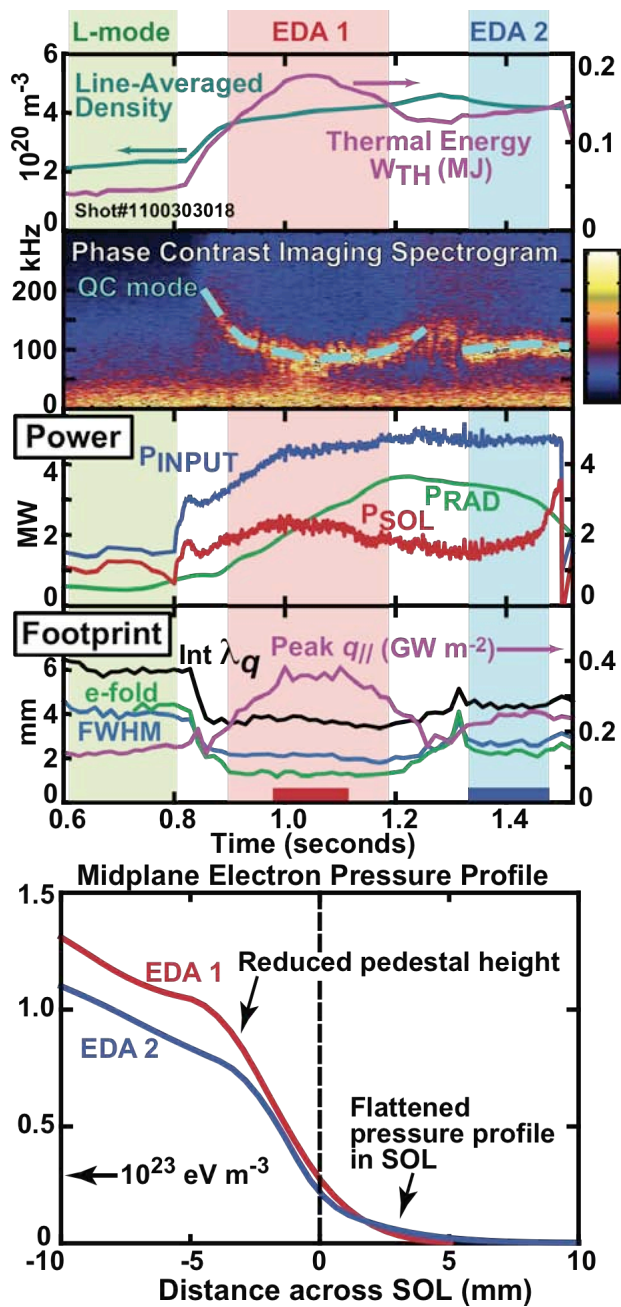 L-mode EDA 1 EDA 2
6 0.2
Line-Averaged
Density
4
10^20 m^-3
0.1
Thermal Energy
W_TH (MJ)
2
Shot#1100303018
0 0
kHz
Phase Contrast Imaging Spectrogram
QC mode
200
100
0
Power
P_INPUT
P_RAD
P_SOL
4 4
MW
2 2
0 0
Footprint
Int λ_q
Peak q_// (GW m^-2)
6 0.4
e-fold
4
FWHM
mm
0.2
2
0 0
0.6 0.8 1.0 1.2 1.4
Time (seconds)
Midplane Electron Pressure Profile
1.5
EDA 1
Reduced pedestal height
1.0
EDA 2
Flattened
pressure profile
in SOL
0.5
10^23 eV m^-3
0
-10 -5 0 5 10
Distance across SOL (mm)